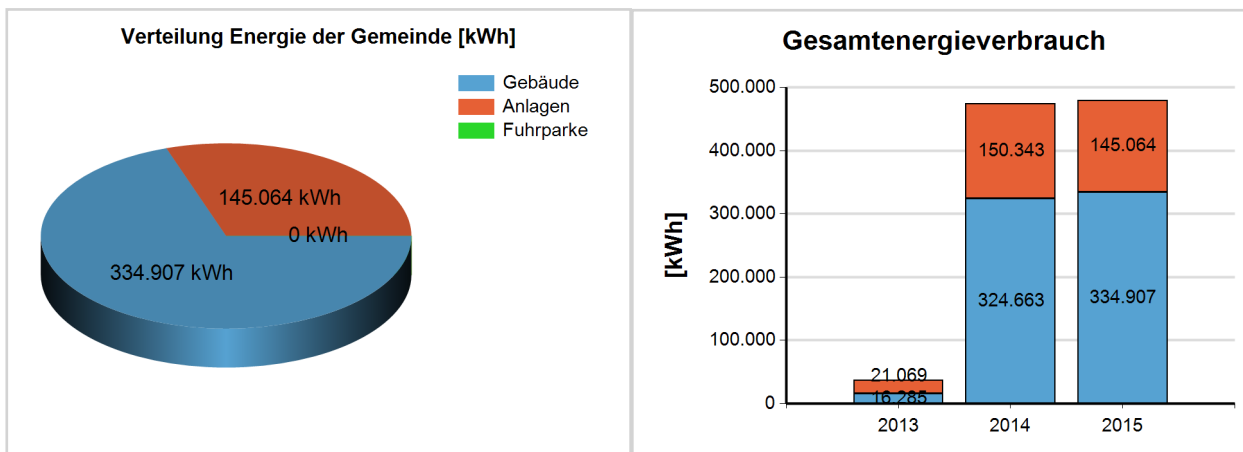 Verteilung Energie der Gemeinde [kWh]
Gebäude
Anlagen
Fuhrparke
145.064 kWh
0 kWh
334.907 kWh
Gesamtenergieverbrauch
[kWh]
500.000
400.000
300.000
200.000
100.000
0
21.069
16.285
150.343
324.663
145.064
334.907
2013
2014
2015